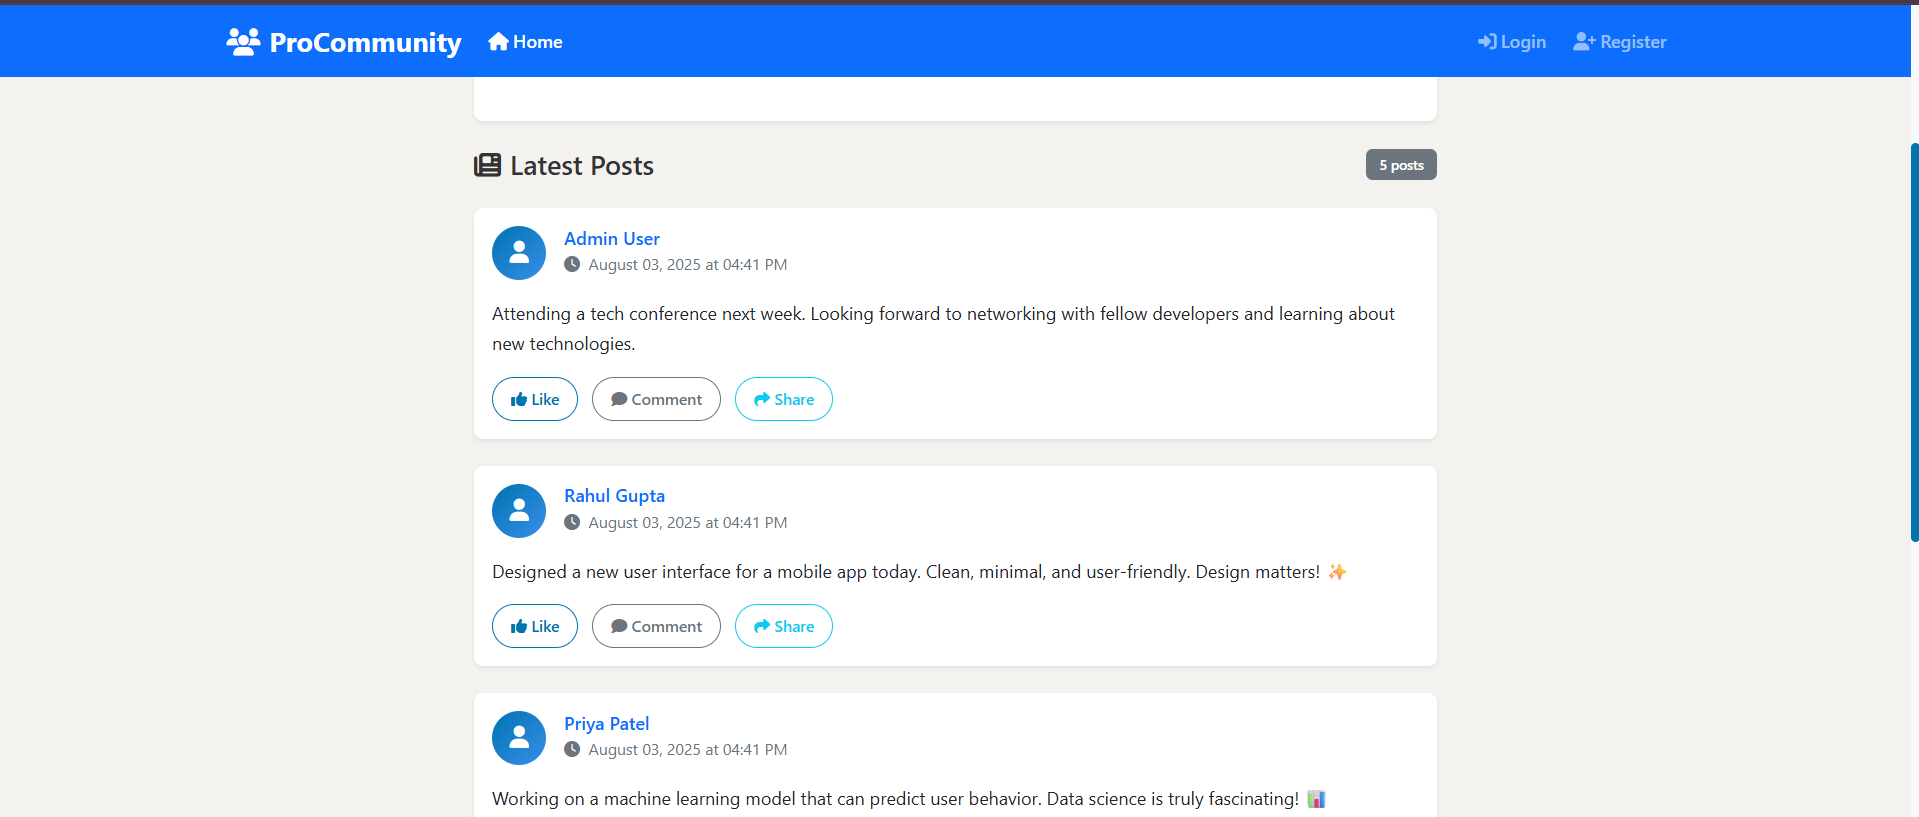 ProCommunity Home Login Register
Latest Posts 5 posts
Admin User
August 03, 2025 at 04:41 PM
Attending a tech conference next week. Looking forward to networking with fellow developers and learning about
new technologies.
Like Comment Share
Rahul Gupta
August 03, 2025 at 04:41 PM
Designed a new user interface for a mobile app today. Clean, minimal, and user-friendly. Design matters! ✨
Like Comment Share
Priya Patel
August 03, 2025 at 04:41 PM
Working on a machine learning model that can predict user behavior. Data science is truly fascinating! 📊